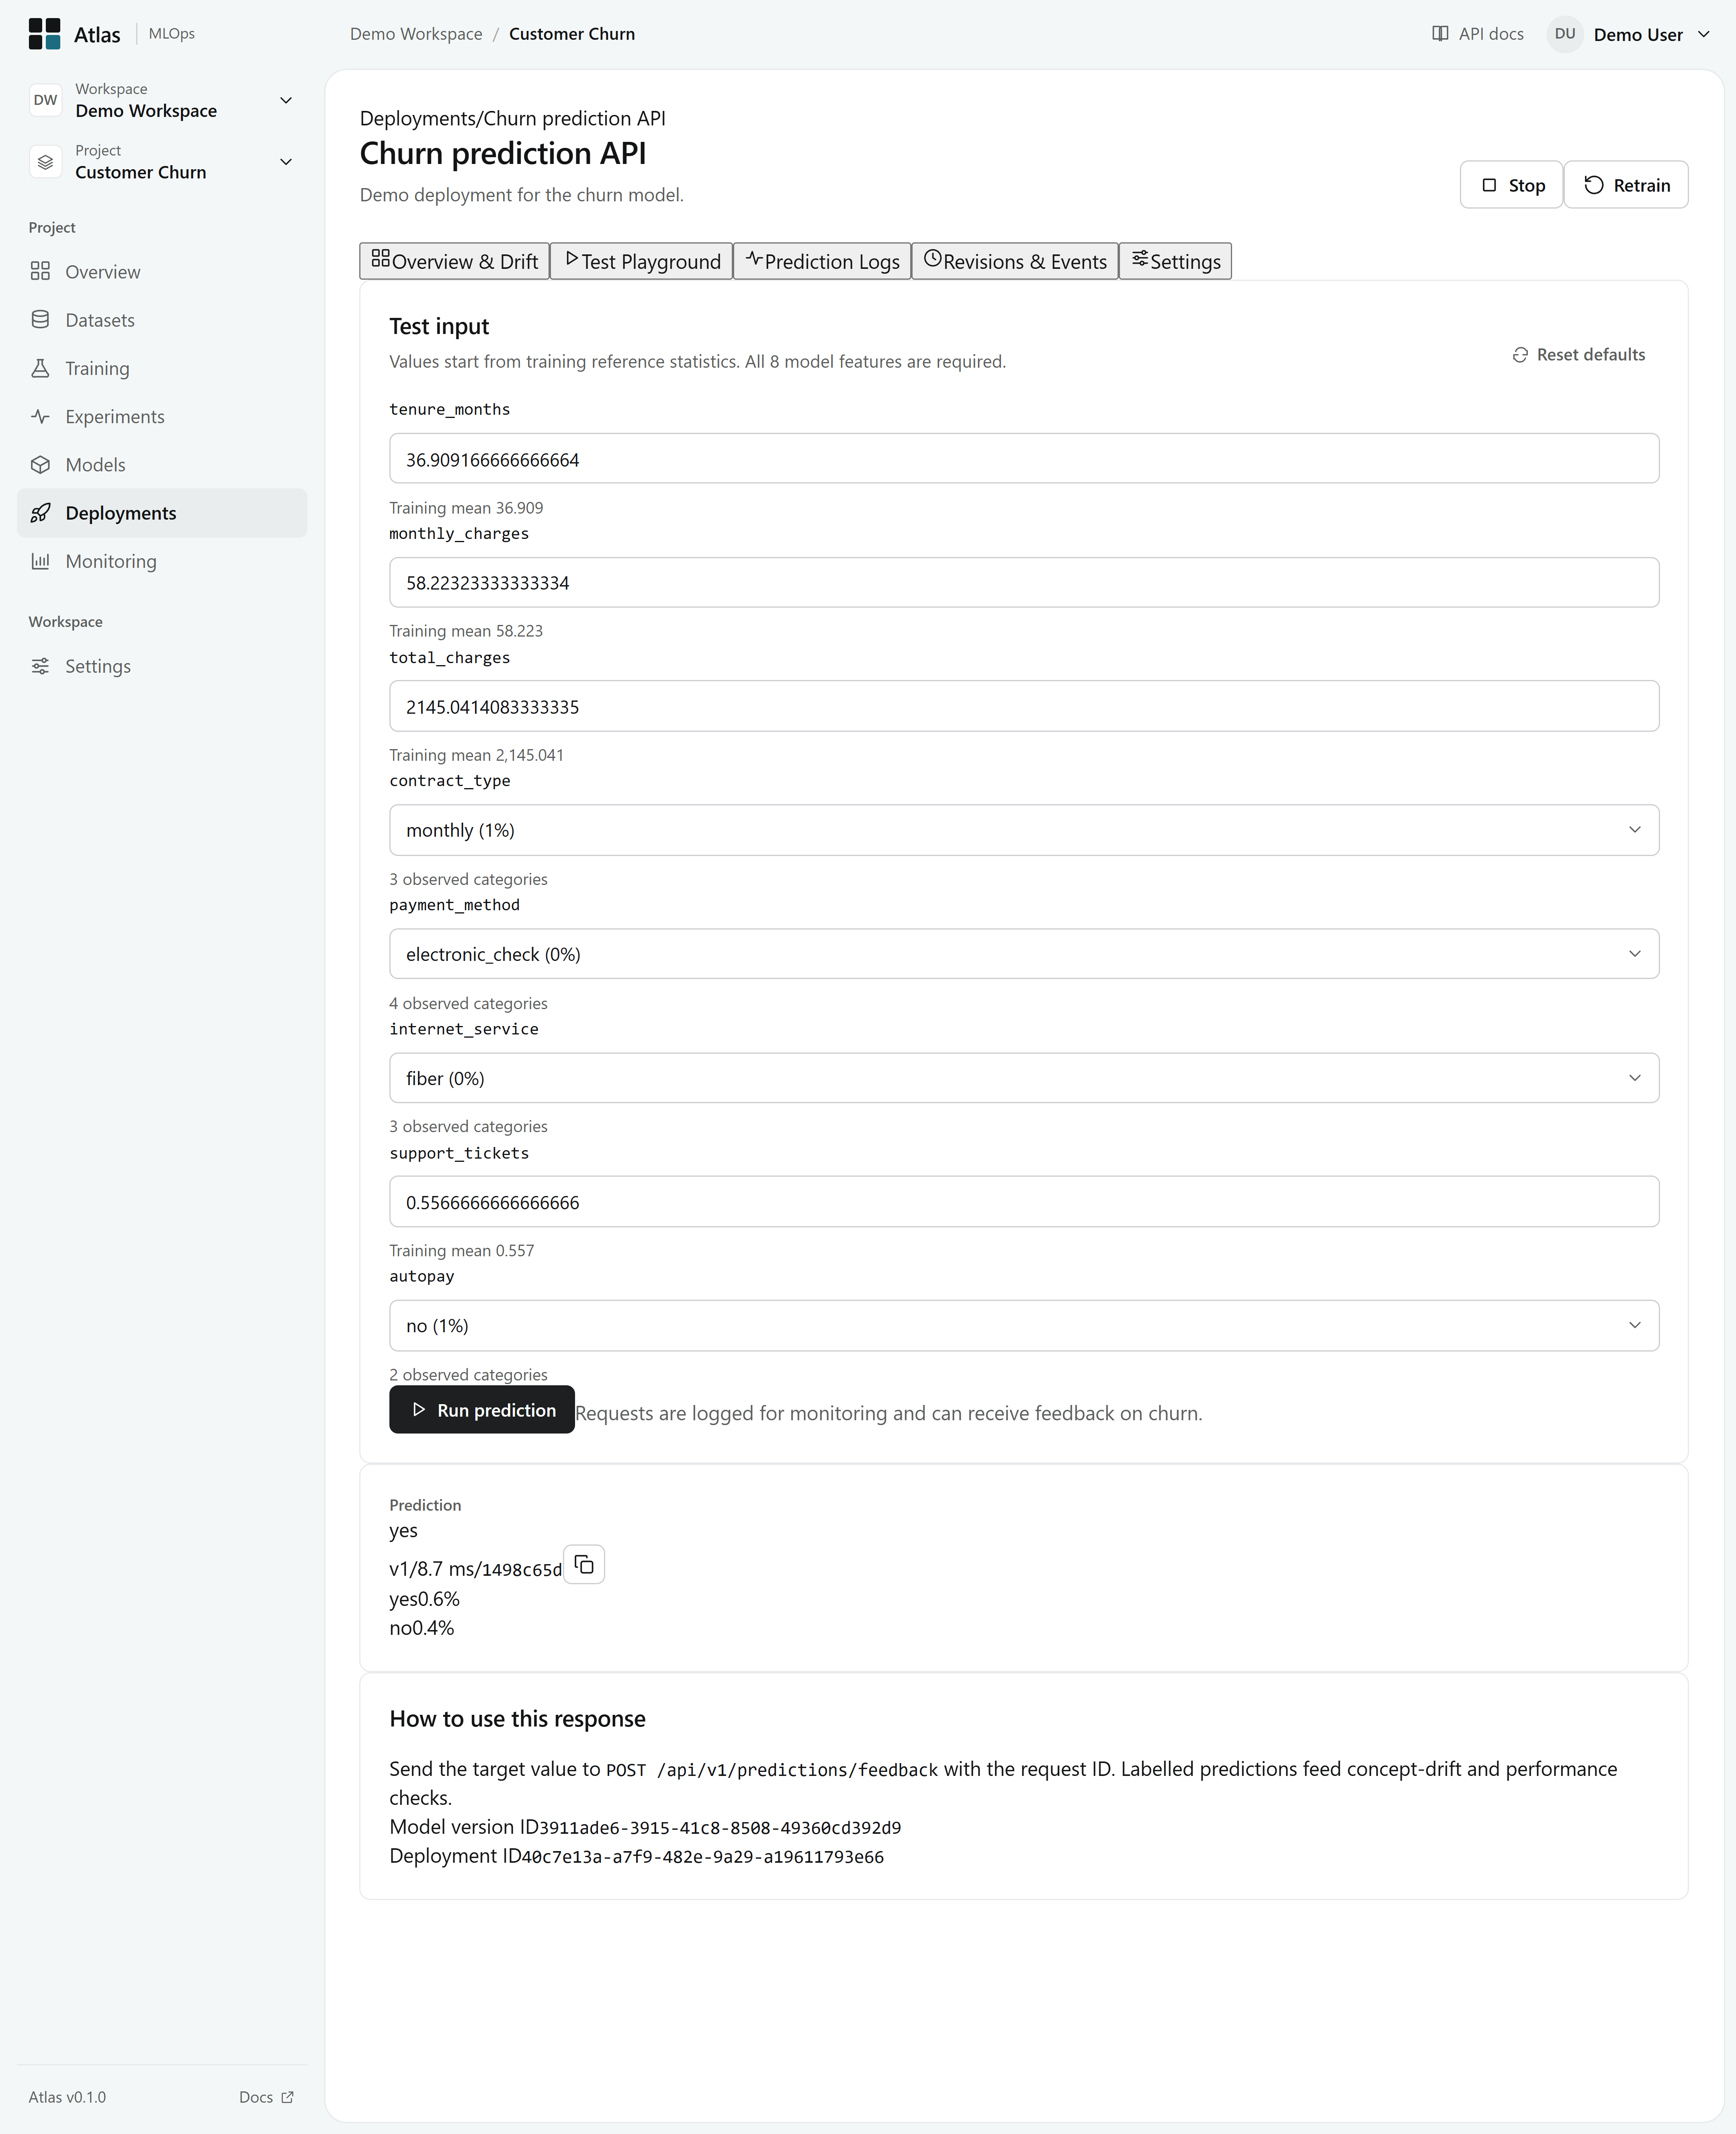 Atlas
MLOps
Demo Workspace / Customer Churn
API docs
DU
Demo User
DW
Workspace
Demo Workspace
Project
Customer Churn
Project
Overview
Datasets
Training
Experiments
Models
Deployments
Monitoring
Workspace
Settings
Atlas v0.1.0
Docs
Deployments/Churn prediction API
Churn prediction API
Demo deployment for the churn model.
Stop
Retrain
Overview & Drift
Test Playground
Prediction Logs
Revisions & Events
Settings
Test input
Values start from training reference statistics. All 8 model features are required.
Reset defaults
tenure_months
36.909166666666664
Training mean 36.909
monthly_charges
58.22323333333334
Training mean 58.223
total_charges
2145.0414083333335
Training mean 2,145.041
contract_type
monthly (1%)
3 observed categories
payment_method
electronic_check (0%)
4 observed categories
internet_service
fiber (0%)
3 observed categories
support_tickets
0.5566666666666666
Training mean 0.557
autopay
no (1%)
2 observed categories
Run prediction
Requests are logged for monitoring and can receive feedback on churn.
Prediction
yes
v1/8.7 ms/1498c65d
yes0.6%
no0.4%
How to use this response
Send the target value to POST /api/v1/predictions/feedback with the request ID. Labelled predictions feed concept-drift and performance
checks.
Model version ID3911ade6-3915-41c8-8508-49360cd392d9
Deployment ID40c7e13a-a7f9-482e-9a29-a19611793e66